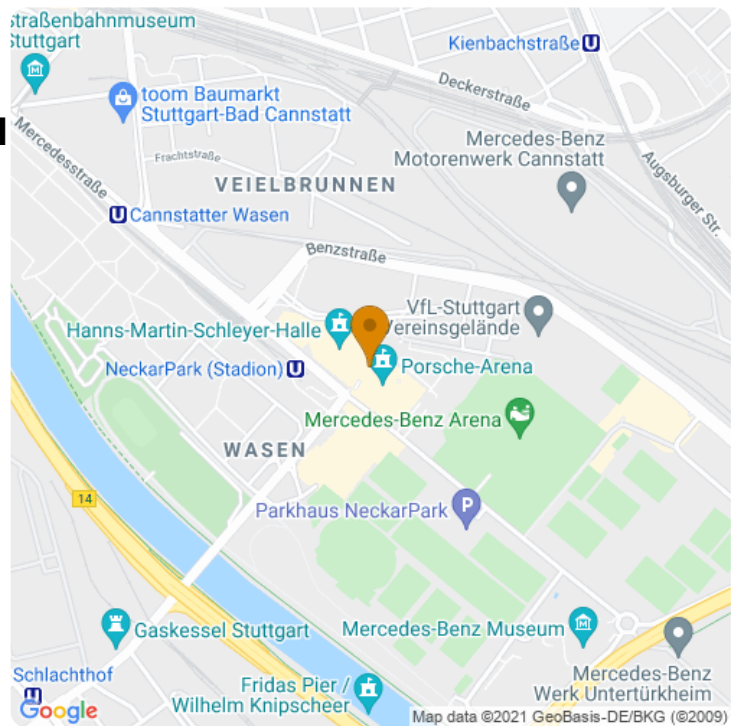 Straßenbahnmuseum
Stuttgart
Kienbachstraße U
toom Baumarkt
Stuttgart-Bad Cannstatt
Deckerstraße
Mercedesstraße
Frachtstraße
Mercedes-Benz
Motorenwerk Cannstatt
Augsburger Str.
VEIELBRUNNEN
U Cannstatter Wasen
Benzstraße
VfL-Stuttgart
Vereinsgelände
Hanns-Martin-Schleyer-Halle
NeckarPark (Stadion) U
Porsche-Arena
Mercedes-Benz Arena
WASEN
14
Parkhaus NeckarPark P
Gaskessel Stuttgart
Mercedes-Benz Museum
Schlachthof
U
Fridas Pier /
Wilhelm Knipscheer
Mercedes-Benz
Werk Untertürkheim
Google
Map data ©2021 GeoBasis-DE/BKG (©2009)